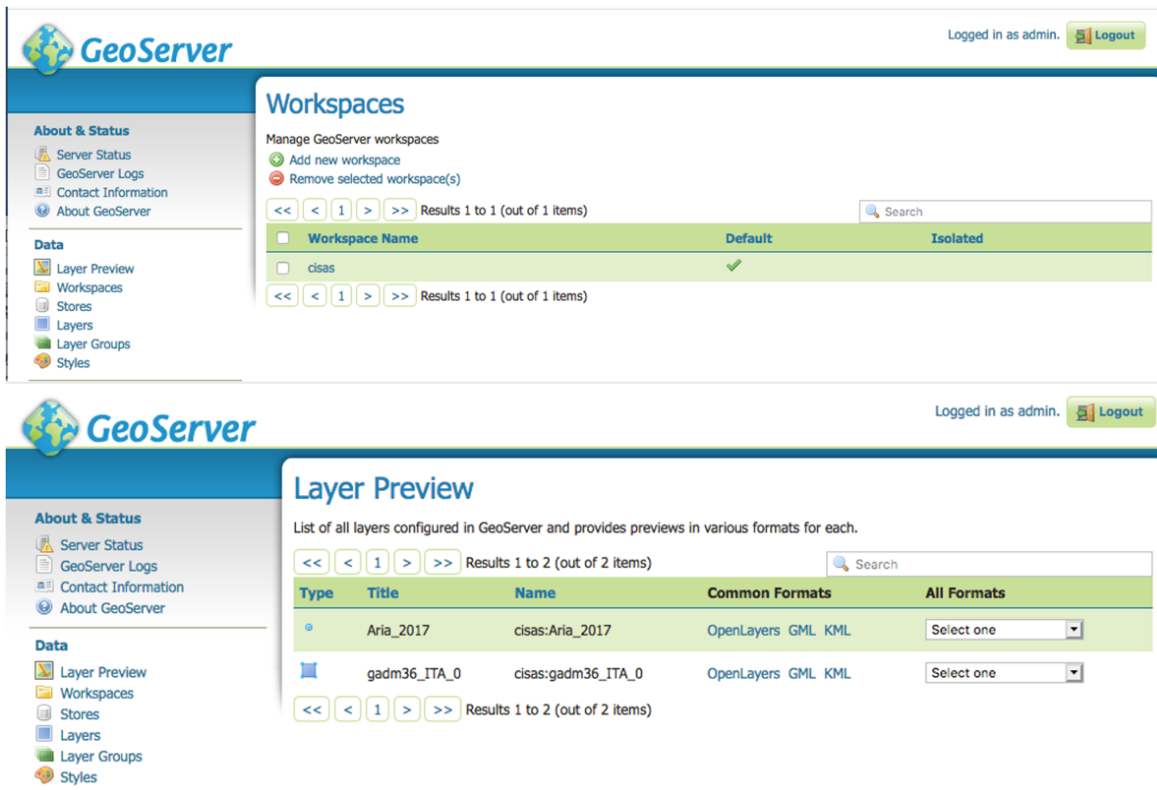 GeoServer
Logged in as admin. Logout
About & Status
Server Status
GeoServer Logs
Contact Information
About GeoServer
Data
Layer Preview
Workspaces
Stores
Layers
Layer Groups
Styles
Workspaces
Manage GeoServer workspaces
Add new workspace
Remove selected workspace(s)
<< < 1 > >> Results 1 to 1 (out of 1 items) Search
Workspace Name Default Isolated
cisas
<< < 1 > >> Results 1 to 1 (out of 1 items)
GeoServer
Logged in as admin. Logout
About & Status
Server Status
GeoServer Logs
Contact Information
About GeoServer
Data
Layer Preview
Workspaces
Stores
Layers
Layer Groups
Styles
Layer Preview
List of all layers configured in GeoServer and provides previews in various formats for each.
<< < 1 > >> Results 1 to 2 (out of 2 items) Search
Type Title Name Common Formats All Formats
Aria_2017 cisas:Aria_2017 OpenLayers GML KML Select one
gadm36_ITA_0 cisas:gadm36_ITA_0 OpenLayers GML KML Select one
<< < 1 > >> Results 1 to 2 (out of 2 items)